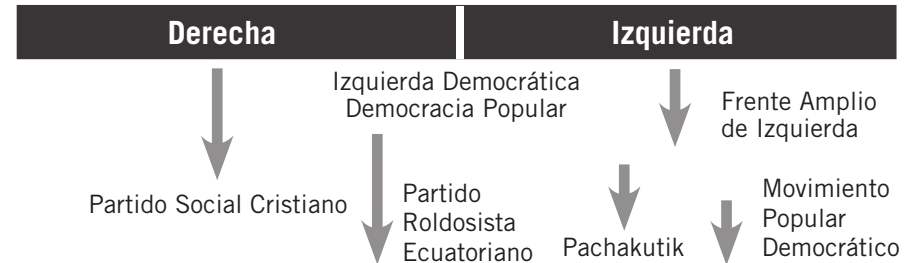 Derecha
Izquierda
Izquierda Democrática
Democracia Popular
Frente Amplio
de Izquierda
Partido Social Cristiano
Partido
Roldosista
Ecuatoriano
Pachakutik
Movimiento
Popular
Democrático